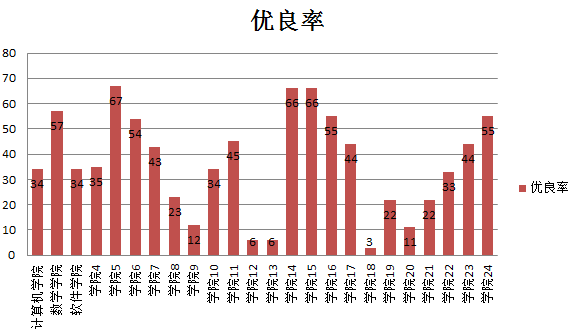 优良率
80
70
60
50
40
30
20
10
0
34
57
34
35
67
54
43
23
12
34
45
6
6
66
66
55
44
3
22
11
22
33
44
55
计算机学院
数学学院
软件学院
学院4
学院5
学院6
学院7
学院8
学院9
学院10
学院11
学院12
学院13
学院14
学院15
学院16
学院17
学院18
学院19
学院20
学院21
学院22
学院23
学院24
优良率